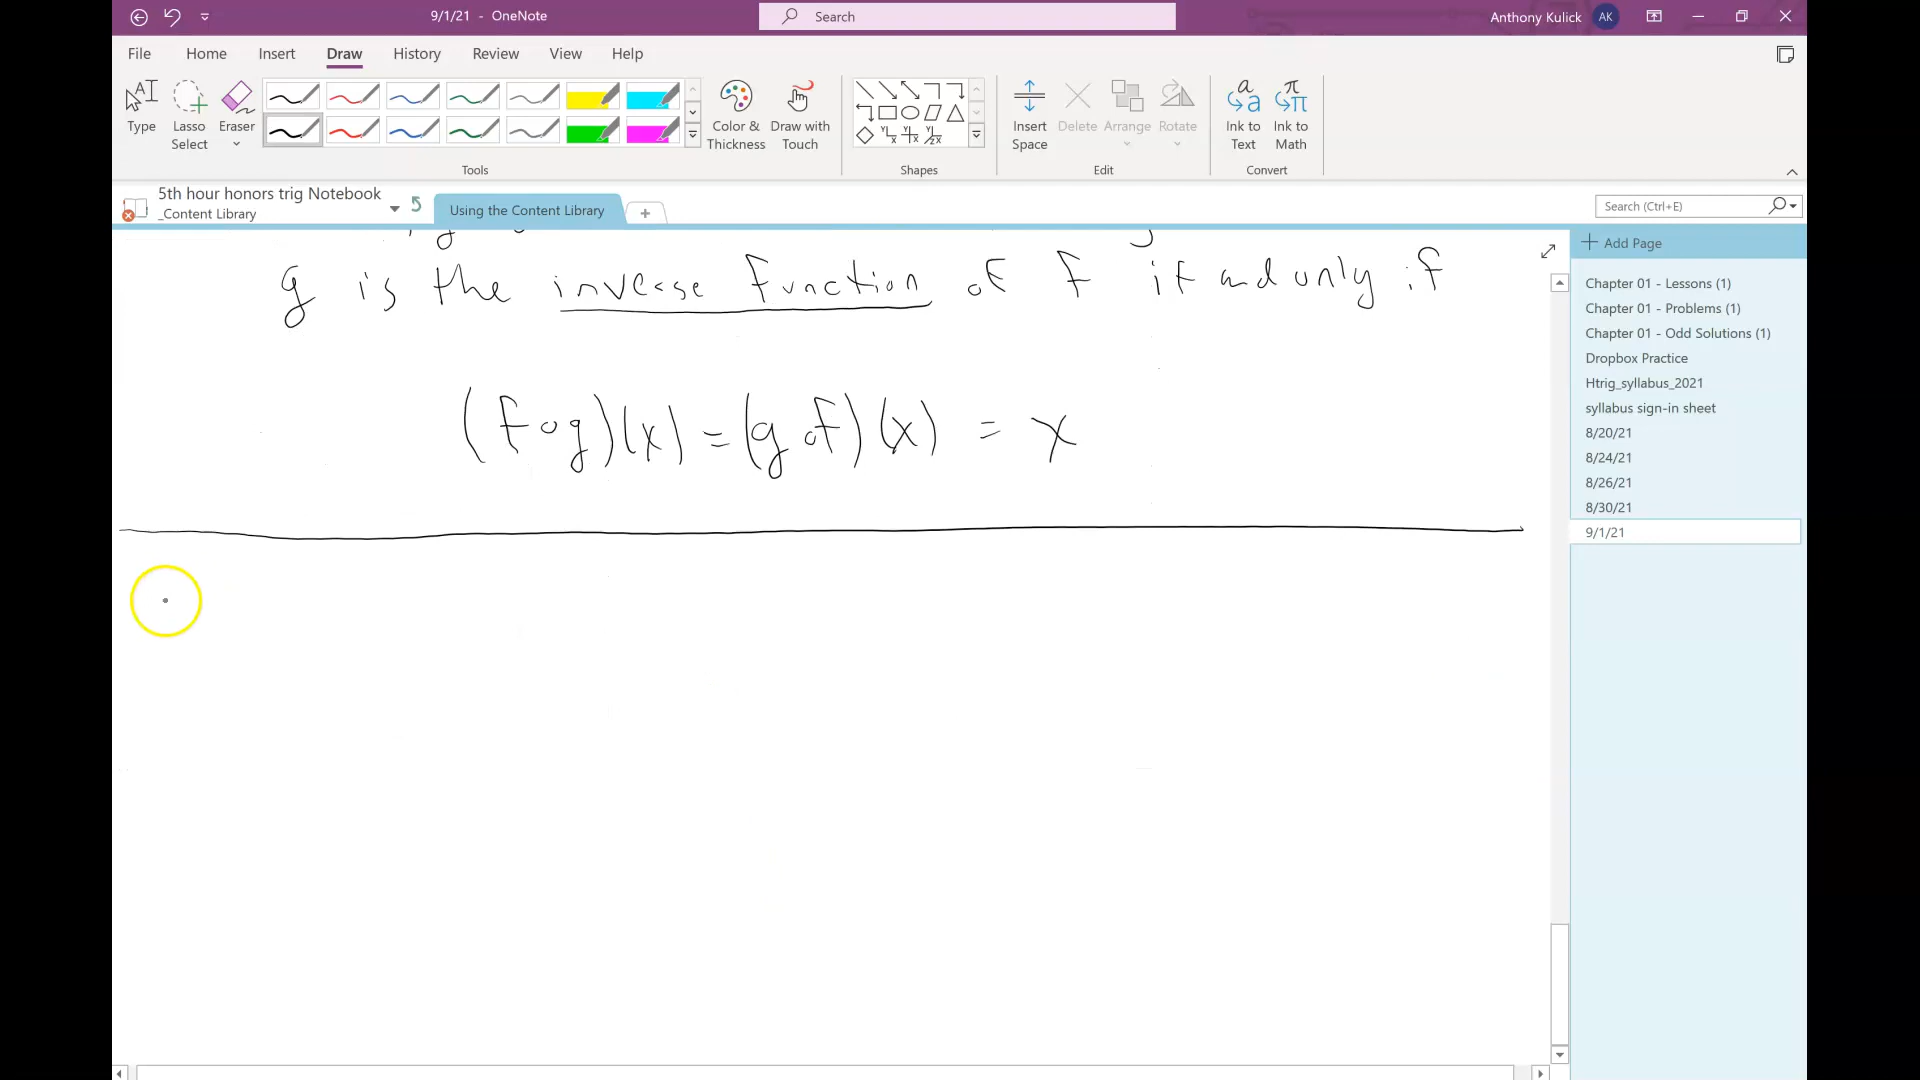 9/1/21 - OneNote
Search
Anthony Kulick AK
File Home Insert Draw History Review View Help
Type
Lasso Select
Eraser
Color & Thickness
Draw with Touch
Insert Space
Delete
Arrange
Rotate
Ink to Text
Ink to Math
Tools
Shapes
Edit
Convert
5th hour honors trig Notebook
_Content Library
Using the Content Library
Search (Ctrl+E)
g is the inverse function of f if and only if
(f∘g)(x) = (g∘f)(x) = x
Add Page
Chapter 01 - Lessons (1)
Chapter 01 - Problems (1)
Chapter 01 - Odd Solutions (1)
Dropbox Practice
Htrig_syllabus_2021
syllabus sign-in sheet
8/20/21
8/24/21
8/26/21
8/30/21
9/1/21